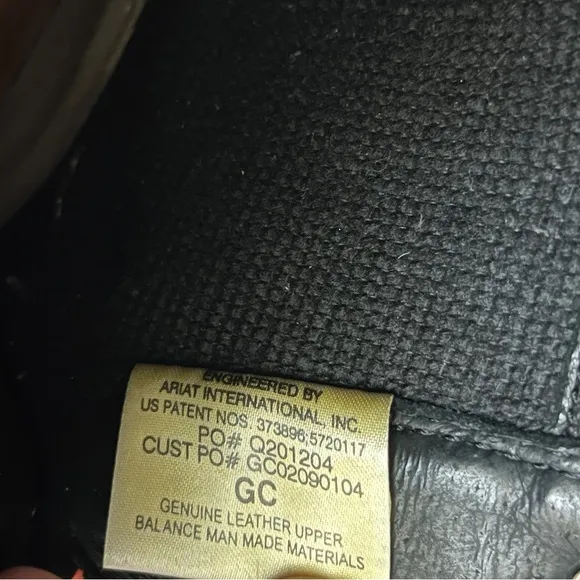 ENGINEERED BY
ARIAT INTERNATIONAL, INC.
US PATENT NOS. 373896;5720117
PO# Q201204
CUST PO# GC02090104
GC
GENUINE LEATHER UPPER
BALANCE MAN MADE MATERIALS